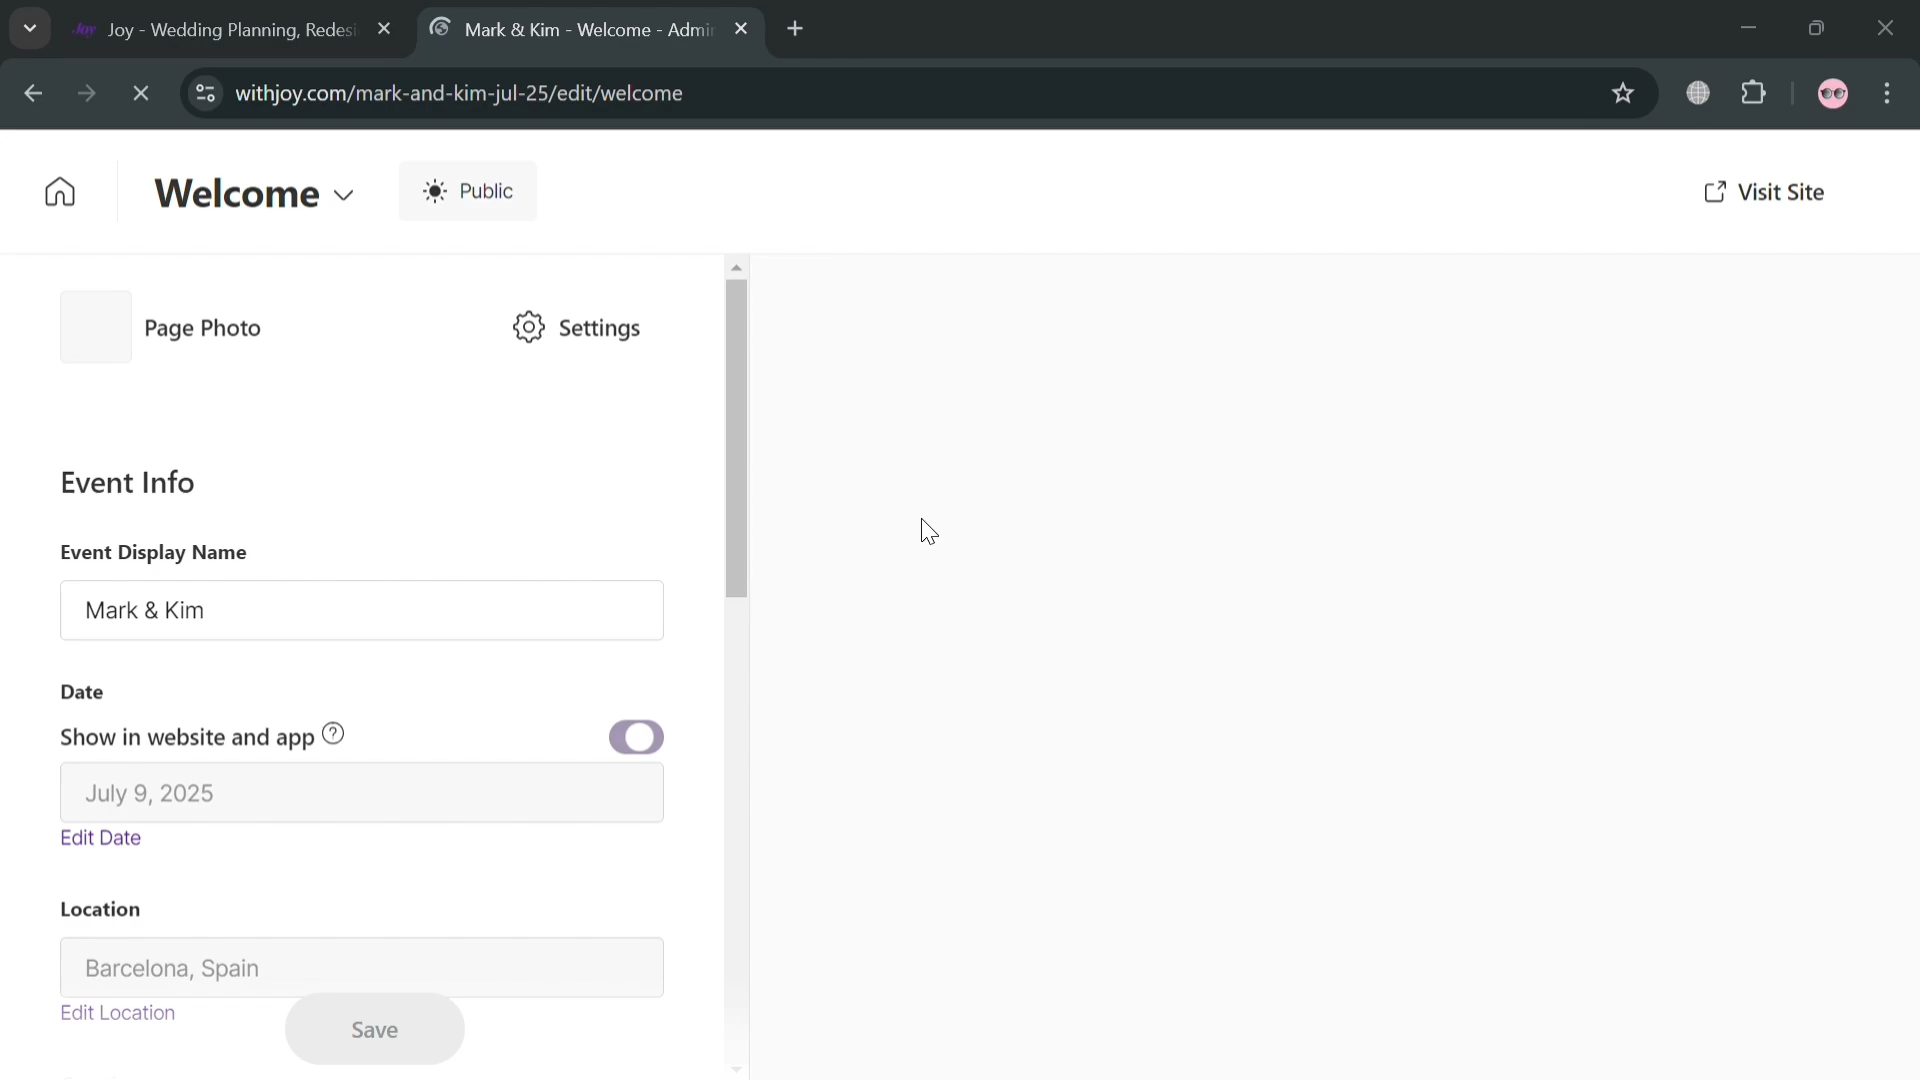 Joy - Wedding Planning, Redesi
Mark & Kim - Welcome - Admi
withjoy.com/mark-and-kim-jul-25/edit/welcome
Welcome
Public
Visit Site
Page Photo
Settings
Event Info
Event Display Name
Mark & Kim
Date
Show in website and app
July 9, 2025
Edit Date
Location
Barcelona, Spain
Edit Location
Save